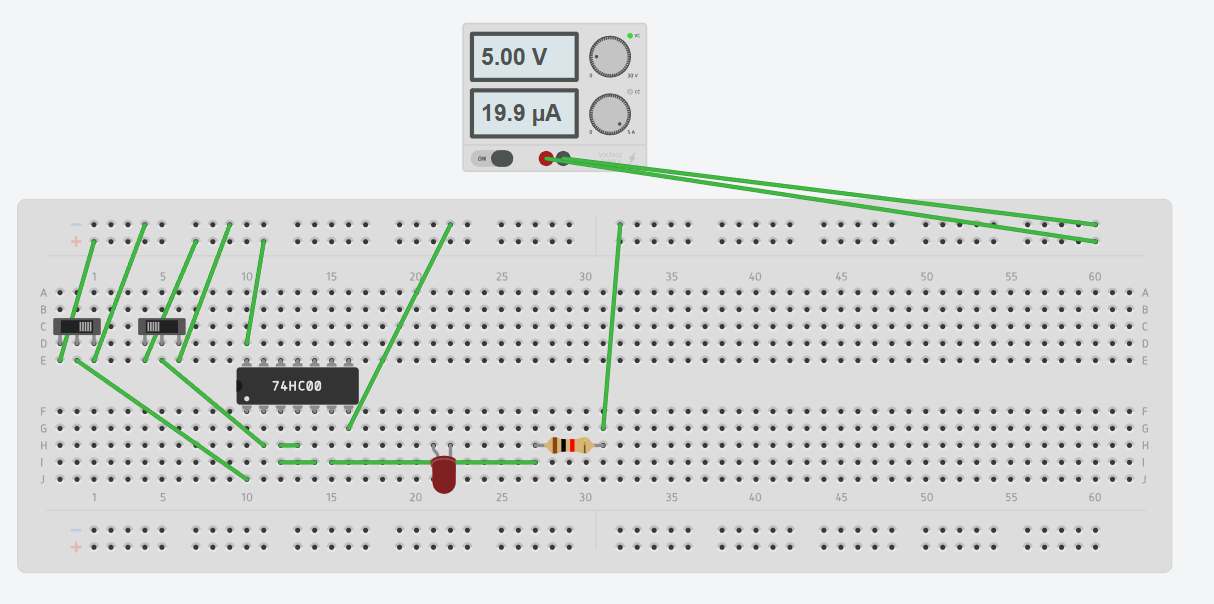 5.00 V
VC
0 30 V
19.9 µA
CC
0 5 A
ON
VOLTAGE
− +
1 5 10 15 20 25 30 35 40 45 50 55 60
A A
B B
C C
D D
E E
74HC00
F F
G G
H H
I I
J J
1 5 10 15 20 25 30 35 40 45 50 55 60
− +